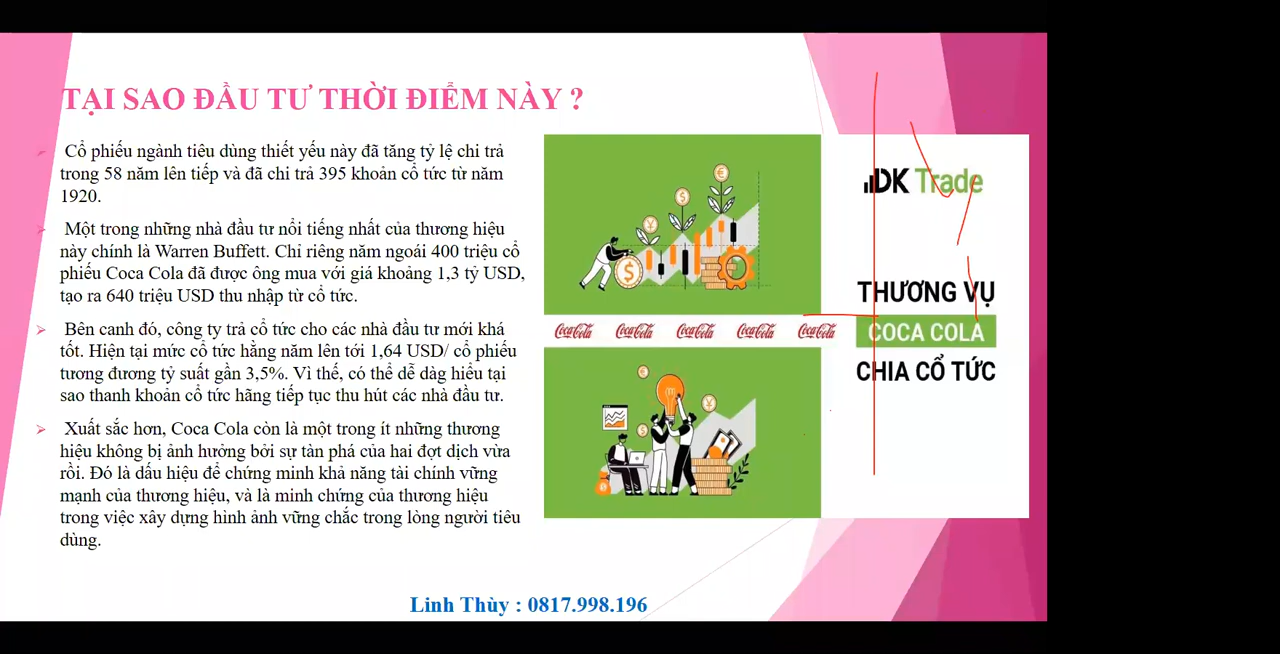 TẠI SAO ĐẦU TƯ THỜI ĐIỂM NÀY ?
Cổ phiếu ngành tiêu dùng thiết yếu này đã tăng tỷ lệ chi trả
trong 58 năm lên tiếp và đã chi trả 395 khoản cổ tức từ năm
1920.
Một trong những nhà đầu tư nổi tiếng nhất của thương hiệu
này chính là Warren Buffett. Chỉ riêng năm ngoái 400 triệu cổ
phiếu Coca Cola đã được ông mua với giá khoảng 1,3 tỷ USD,
tạo ra 640 triệu USD thu nhập từ cổ tức.
Bên canh đó, công ty trả cổ tức cho các nhà đầu tư mới khá
tốt. Hiện tại mức cổ tức hằng năm lên tới 1,64 USD/ cổ phiếu
tương đương tỷ suất gần 3,5%. Vì thế, có thể dễ dàg hiểu tại
sao thanh khoản cổ tức hãng tiếp tục thu hút các nhà đầu tư.
Xuất sắc hơn, Coca Cola còn là một trong ít những thương
hiệu không bị ảnh hưởng bởi sự tàn phá của hai đợt dịch vừa
rồi. Đó là dấu hiệu để chứng minh khả năng tài chính vững
mạnh của thương hiệu, và là minh chứng của thương hiệu
trong việc xây dựng hình ảnh vững chắc trong lòng người tiêu
dùng.
DK Trade
THƯƠNG VỤ
COCA COLA
CHIA CỔ TỨC
Coca-Cola Coca-Cola Coca-Cola Coca-Cola Coca-Cola
Linh Thùy : 0817.998.196